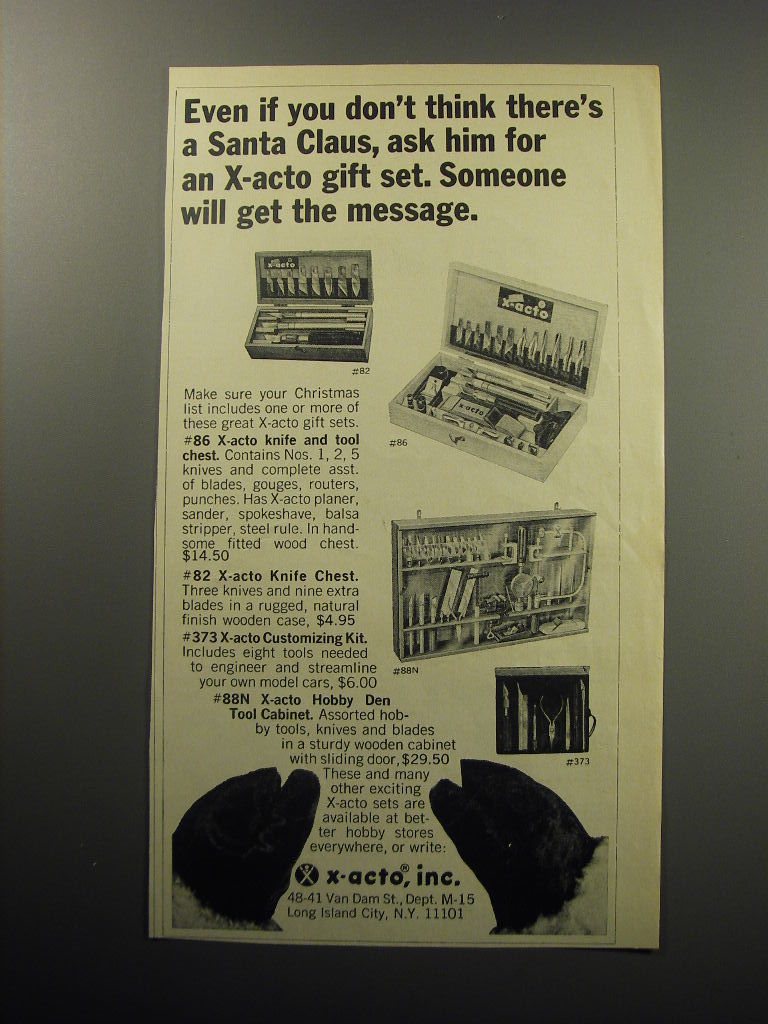 Even if you don't think there's
a Santa Claus, ask him for
an X-acto gift set. Someone
will get the message.
x-acto
#82
x-acto
x-acto
#86
Make sure your Christmas
list includes one or more of
these great X-acto gift sets.
#86 X-acto knife and tool
chest. Contains Nos. 1, 2, 5
knives and complete asst.
of blades, gouges, routers,
punches. Has X-acto planer,
sander, spokeshave, balsa
stripper, steel rule. In hand-
some fitted wood chest.
$14.50
#82 X-acto Knife Chest.
Three knives and nine extra
blades in a rugged, natural
finish wooden case, $4.95
#373 X-acto Customizing Kit.
Includes eight tools needed
to engineer and streamline
your own model cars, $6.00
#88N
#88N X-acto Hobby Den
Tool Cabinet. Assorted hob-
by tools, knives and blades
in a sturdy wooden cabinet
with sliding door, $29.50
#373
These and many
other exciting
X-acto sets are
available at bet-
ter hobby stores
everywhere, or write:
x-acto®, inc.
48-41 Van Dam St., Dept. M-15
Long Island City, N.Y. 11101